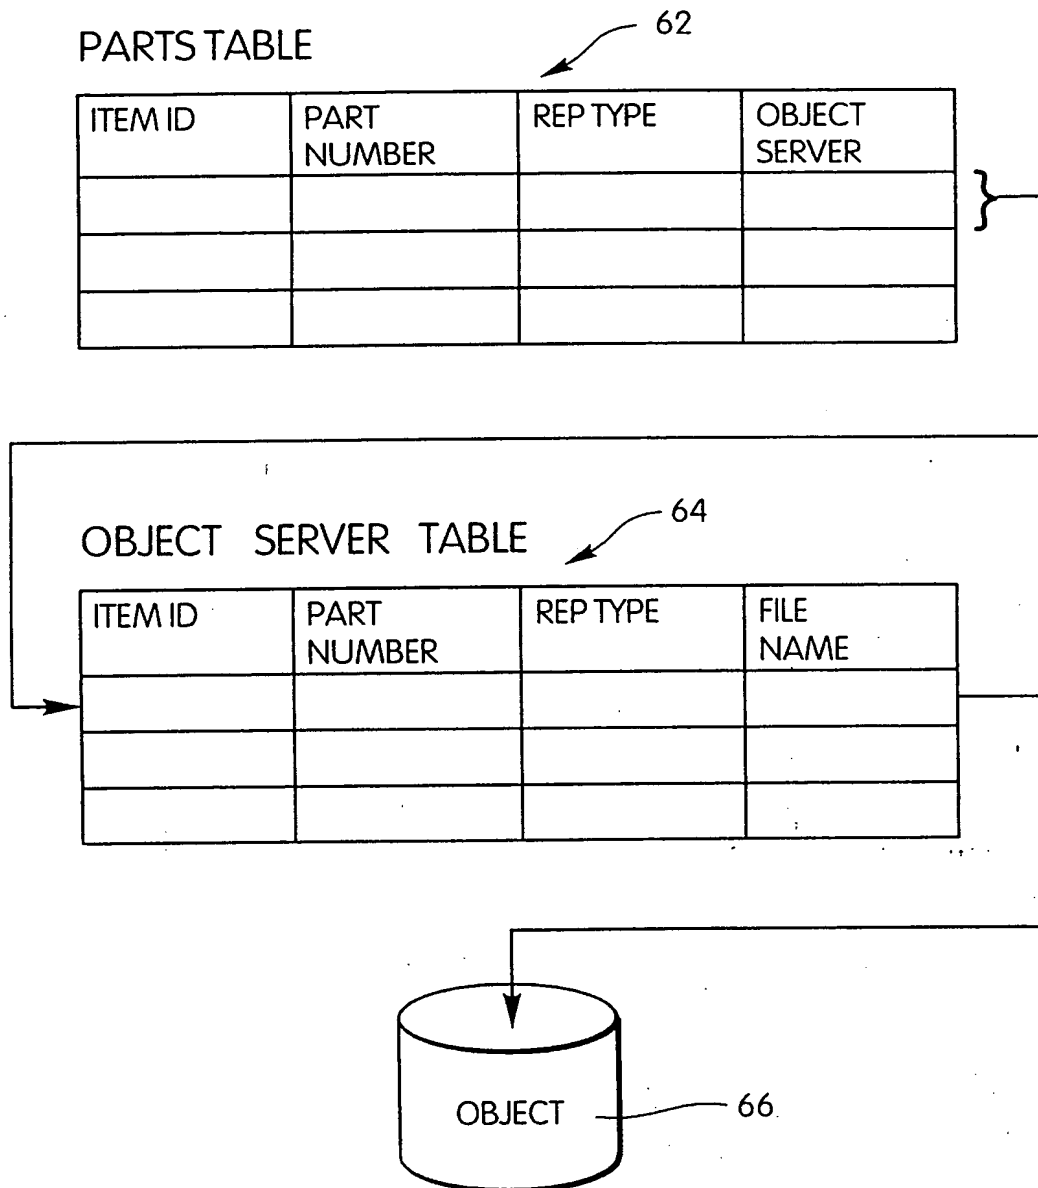 62
PARTS TABLE
ITEM ID
PART
NUMBER
REP TYPE
OBJECT
SERVER
64
OBJECT SERVER TABLE
ITEM ID
PART
NUMBER
REP TYPE
FILE
NAME
OBJECT
66